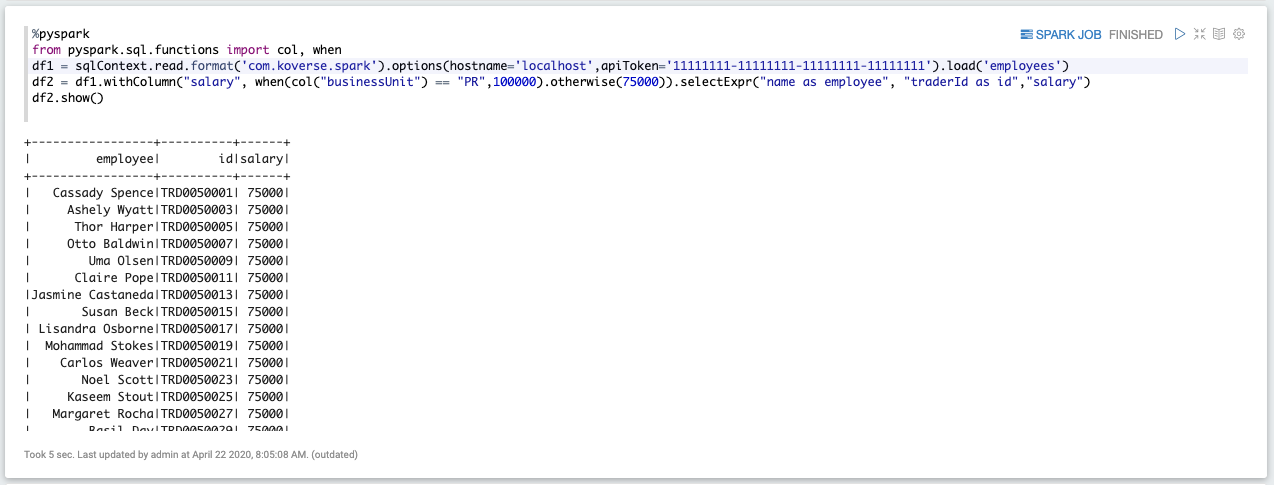 %pyspark
SPARK JOB FINISHED
from pyspark.sql.functions import col, when
df1 = sqlContext.read.format('com.koverse.spark').options(hostname='localhost',apiToken='11111111-11111111-11111111-11111111').load('employees')
df2 = df1.withColumn("salary", when(col("businessUnit") == "PR",100000).otherwise(75000)).selectExpr("name as employee", "traderId as id","salary")
df2.show()
+-----------------+----------+------+
|         employee|        id|salary|
+-----------------+----------+------+
|   Cassady Spence|TRD0050001| 75000|
|     Ashely Wyatt|TRD0050003| 75000|
|      Thor Harper|TRD0050005| 75000|
|     Otto Baldwin|TRD0050007| 75000|
|        Uma Olsen|TRD0050009| 75000|
|      Claire Pope|TRD0050011| 75000|
|Jasmine Castaneda|TRD0050013| 75000|
|       Susan Beck|TRD0050015| 75000|
| Lisandra Osborne|TRD0050017| 75000|
|  Mohammad Stokes|TRD0050019| 75000|
|    Carlos Weaver|TRD0050021| 75000|
|       Noel Scott|TRD0050023| 75000|
|     Kaseem Stout|TRD0050025| 75000|
|   Margaret Rocha|TRD0050027| 75000|
|        Basil Day|TRD0050029| 75000|
Took 5 sec. Last updated by admin at April 22 2020, 8:05:08 AM. (outdated)